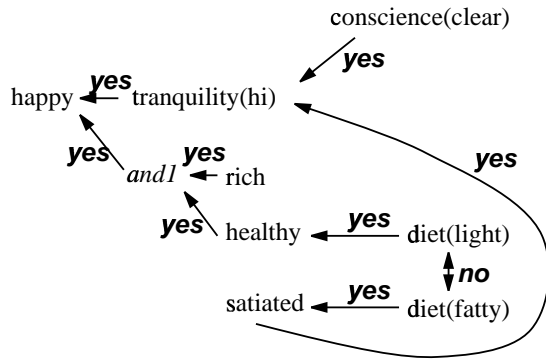 conscience(clear)
yes
yes
happy tranquility(hi)
yes yes yes
and1 rich
yes yes
healthy diet(light)
no
yes
satiated diet(fatty)